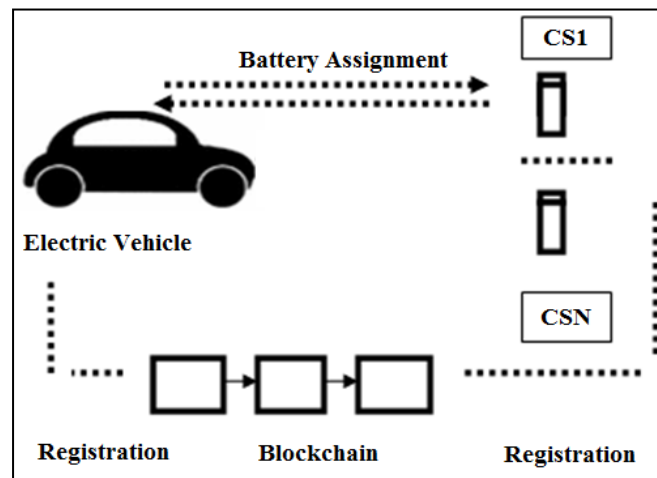 CS1
Battery Assignment
Electric Vehicle
CSN
Registration
Blockchain
Registration